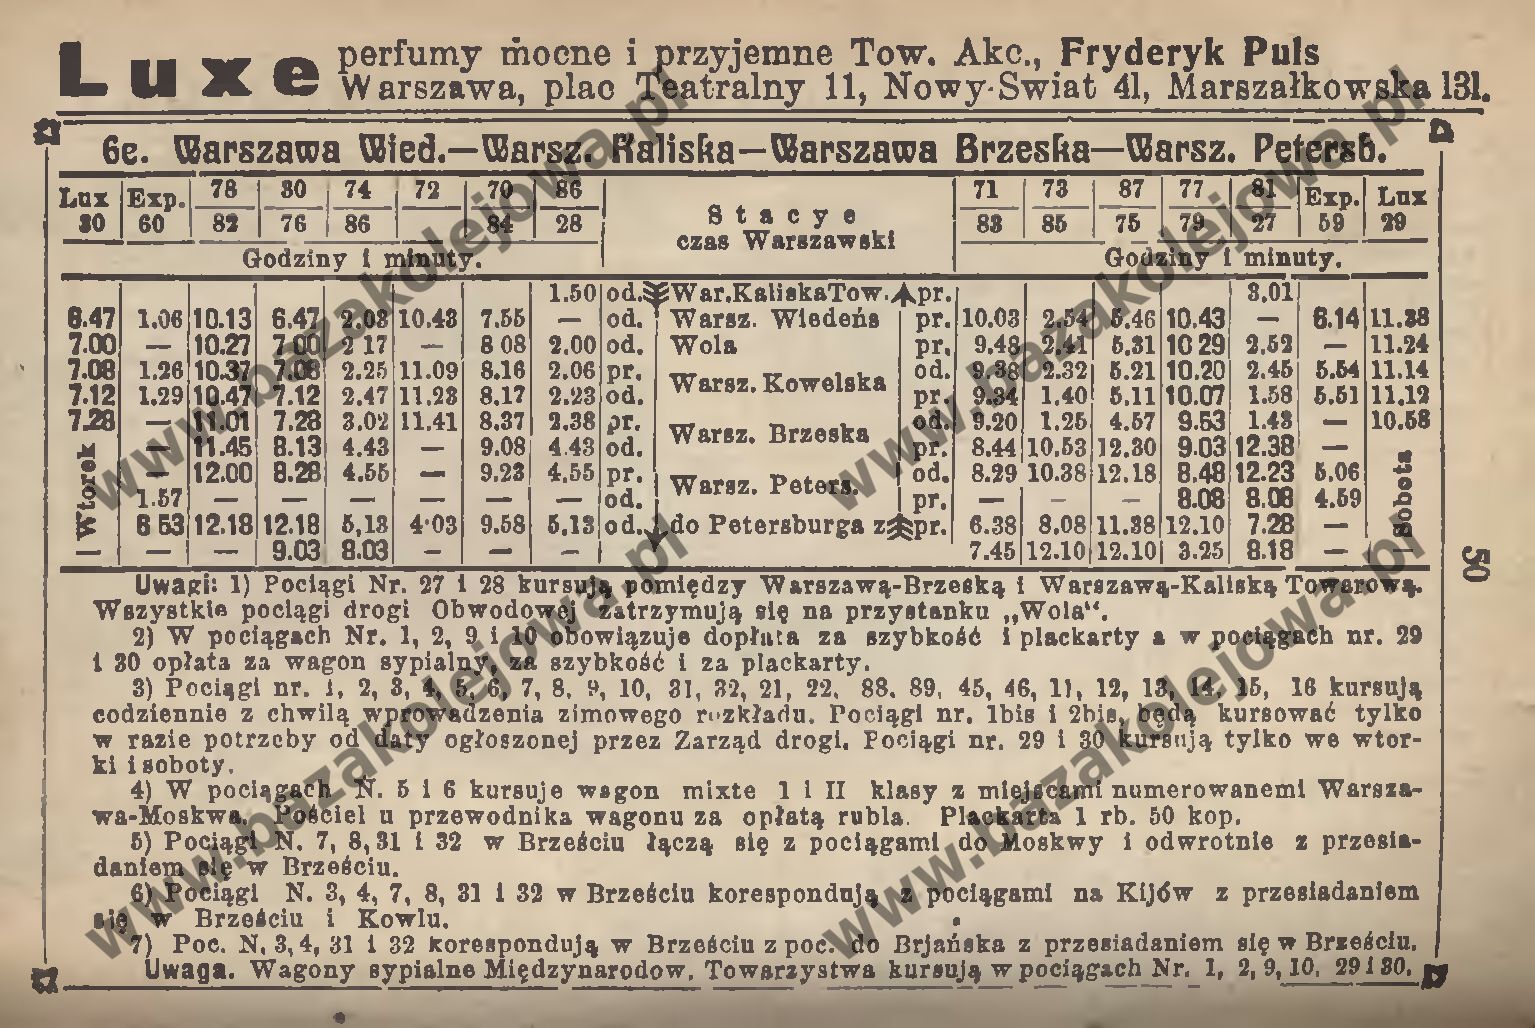 Luxe perfumy mocne i przyjemne Tow. Akc., Fryderyk Puls
Warszawa, plac Teatralny 11, Nowy-Swiat 41, Marszałkowska 131.
6e. Warszawa Wied.—Warsz. Kaliska—Warszawa Brzeska—Warsz. Petersb.
Lux Exp. 78 80 74 72 70 86 Stacye 71 73 87 77 81 Exp. Lux
30 60 82 76 86 84 28 czas Warszawski 83 85 75 79 27 59 29
Godziny i minuty. Godziny i minuty.
1.50 od. War.KaliskaTow. pr. 3.01
6.47 1.06 10.13 6.47 2.03 10.43 7.55 — od. Warsz. Wiedeńs pr. 10.03 2.54 5.46 10.43 — 6.14 11.38
7.00 — 10.27 7.00 2 17 — 8 08 2.00 od. Wola pr. 9.48 2.41 5.31 10 29 2.52 — 11.24
7.08 1.26 10.37 7.08 2.25 11.09 8.16 2.06 pr. Warsz. Kowelska od. 9.38 2.32 5.21 10.20 2.45 5.54 11.14
7.12 1.29 10.47 7.12 2.47 11.23 8.17 2.23 od. pr. 9.34 1.40 5.11 10.07 1.58 5.51 11.12
7.28 — 11.01 7.28 3.02 11.41 8.37 2.38 pr. Warsz. Brzeska od. 9.20 1.25 4.57 9.53 1.43 — 10.58
Wtorek — 11.45 8.13 4.43 — 9.08 4.43 od. pr. 8.44 10.53 12.30 9.03 12.38 — Sobota
— 12.00 8.28 4.55 — 9.23 4.55 pr. Warsz. Peters. od. 8.29 10.38 12.18 8.48 12.23 5.06
1.57 — — — — — — od. pr. — — — 8.08 8.08 4.59
6 53 12.18 12.18 5,13 4·03 9.58 5.13 od. do Petersburga z pr. 6.38 8.08 11.38 12.10 7.28 —
— — — 9.03 8.03 — — — 7.45 12.10 12.10 3.25 8.18 — —
50
Uwagi: 1) Pociągi Nr. 27 i 28 kursują pomiędzy Warszawą-Brzeską i Warszawą-Kaliską Towarową.
Wszystkie pociągi drogi Obwodowej zatrzymują się na przystanku „Wola“.
2) W pociągach Nr. 1, 2, 9 i 10 obowiązuje dopłata za szybkość i plackarty a w pociągach nr. 29
i 30 opłata za wagon sypialny, za szybkość i za plackarty.
3) Pociągi nr. 1, 2, 3, 4, 5, 6, 7, 8, 9, 10, 31, 32, 21, 22, 88, 89, 45, 46, 11, 12, 13, 14, 15, 16 kursują
codziennie z chwilą wprowadzenia zimowego rozkładu. Pociągi nr. 1bis i 2bis, będą kursować tylko
w razie potrzeby od daty ogłoszonej przez Zarząd drogi. Pociągi nr. 29 i 30 kursują tylko we wtor-
ki i soboty.
4) W pociągach N. 5 i 6 kursuje wagon mixte 1 i II klasy z miejscami numerowanemi Warsza-
wa-Moskwa. Pościel u przewodnika wagonu za opłatą rubla. Plackarta 1 rb. 50 kop.
5) Pociągi N. 7, 8, 31 i 32 w Brześciu łączą się z pociągami do Moskwy i odwrotnie z przesia-
daniem się w Brześciu.
6) Pociągi N. 3, 4, 7, 8, 31 i 32 w Brześciu korespondują z pociągami na Kijów z przesiadaniem
się w Brześciu i Kowlu.
7) Poc. N. 3, 4, 31 i 32 korespondują w Brześciu z poc. do Brjańska z przesiadaniem się w Brześciu.
Uwaga. Wagony sypialne Międzynarodow. Towarzystwa kursują w pociągach Nr. 1, 2, 9, 10, 29 i 30.
www.bazakolejowa.pl
www.bazakolejowa.pl
www.bazakolejowa.pl
www.bazakolejowa.pl